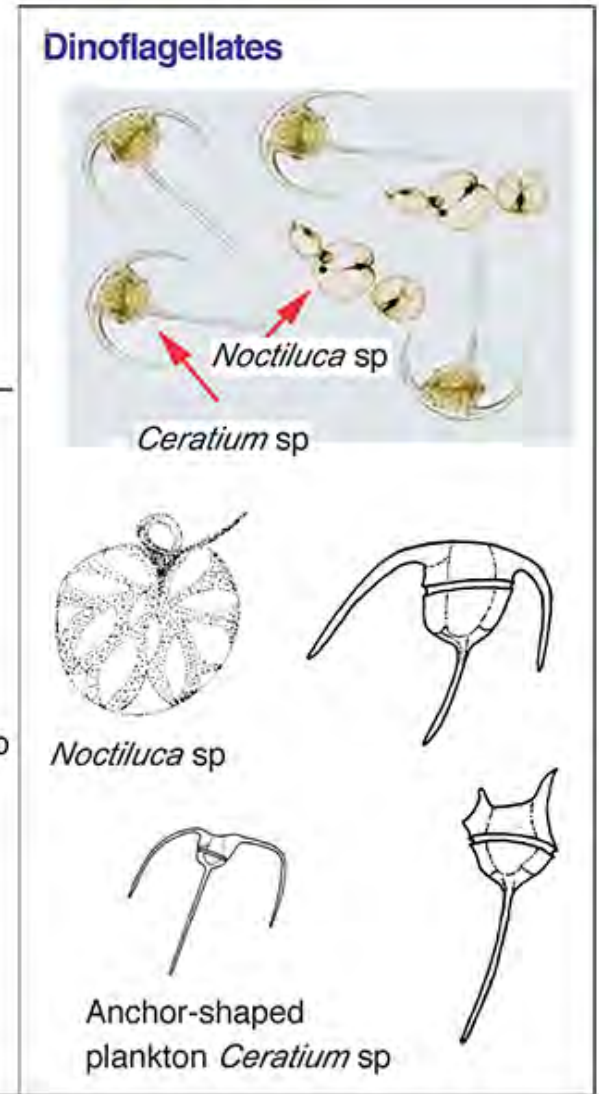 Dinoflagellates
Noctiluca sp
Ceratium sp
Noctiluca sp
Anchor-shaped
plankton Ceratium sp